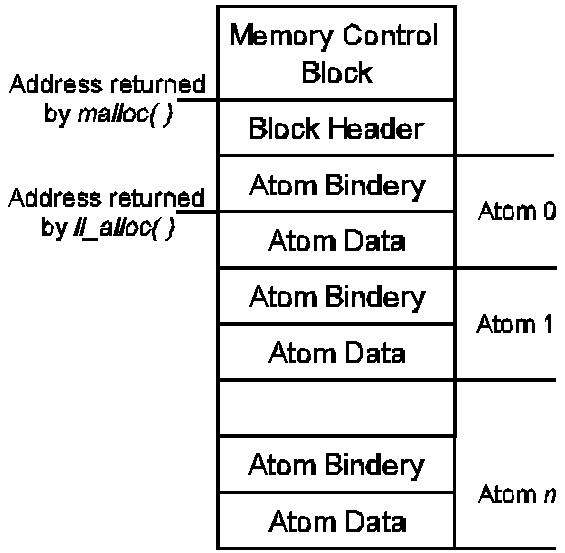 Memory Control
Block
Address returned
by malloc( )
Block Header
Atom Bindery
Address returned
by ll_alloc( )
Atom 0
Atom Data
Atom Bindery
Atom 1
Atom Data
Atom Bindery
Atom n
Atom Data